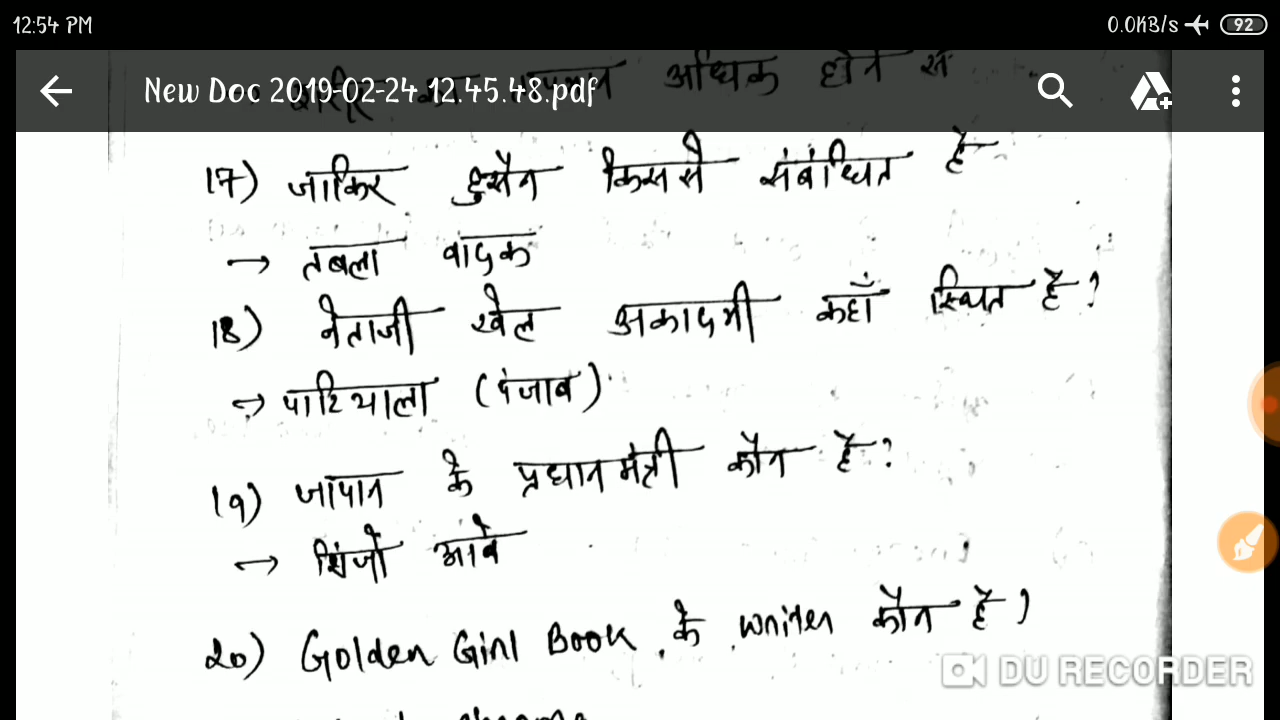 12:54 PM 0.0KB/s 92
अधिक होने से
New Doc 2019-02-24 12.45.48.pdf
17) जाकिर हुसैन किससे संबंधित है
→ तबला वादक
18) नेताजी खेल अकादमी कहाँ स्थित है?
→ पाटियाला (पंजाब)
19) जापान के प्रधानमंत्री कौन है?
→ शिंजो आबे
20) Golden Girl Book के writer कौन है?
DU RECORDER